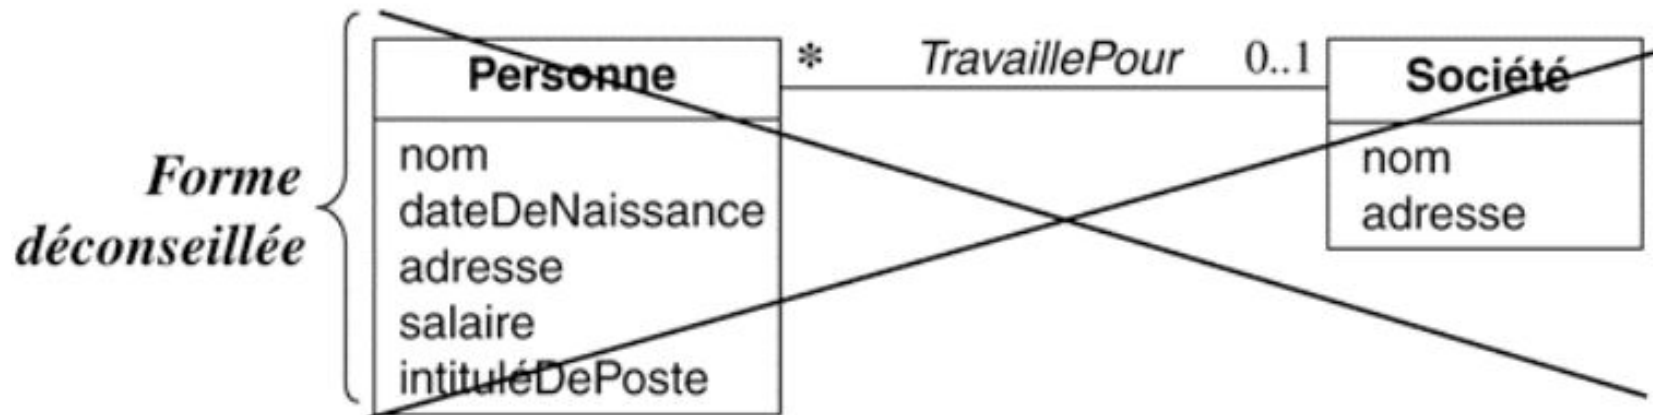 Forme
déconseillée
Personne
nom
dateDeNaissance
adresse
salaire
intituléDePoste
* TravaillePour 0..1
Société
nom
adresse